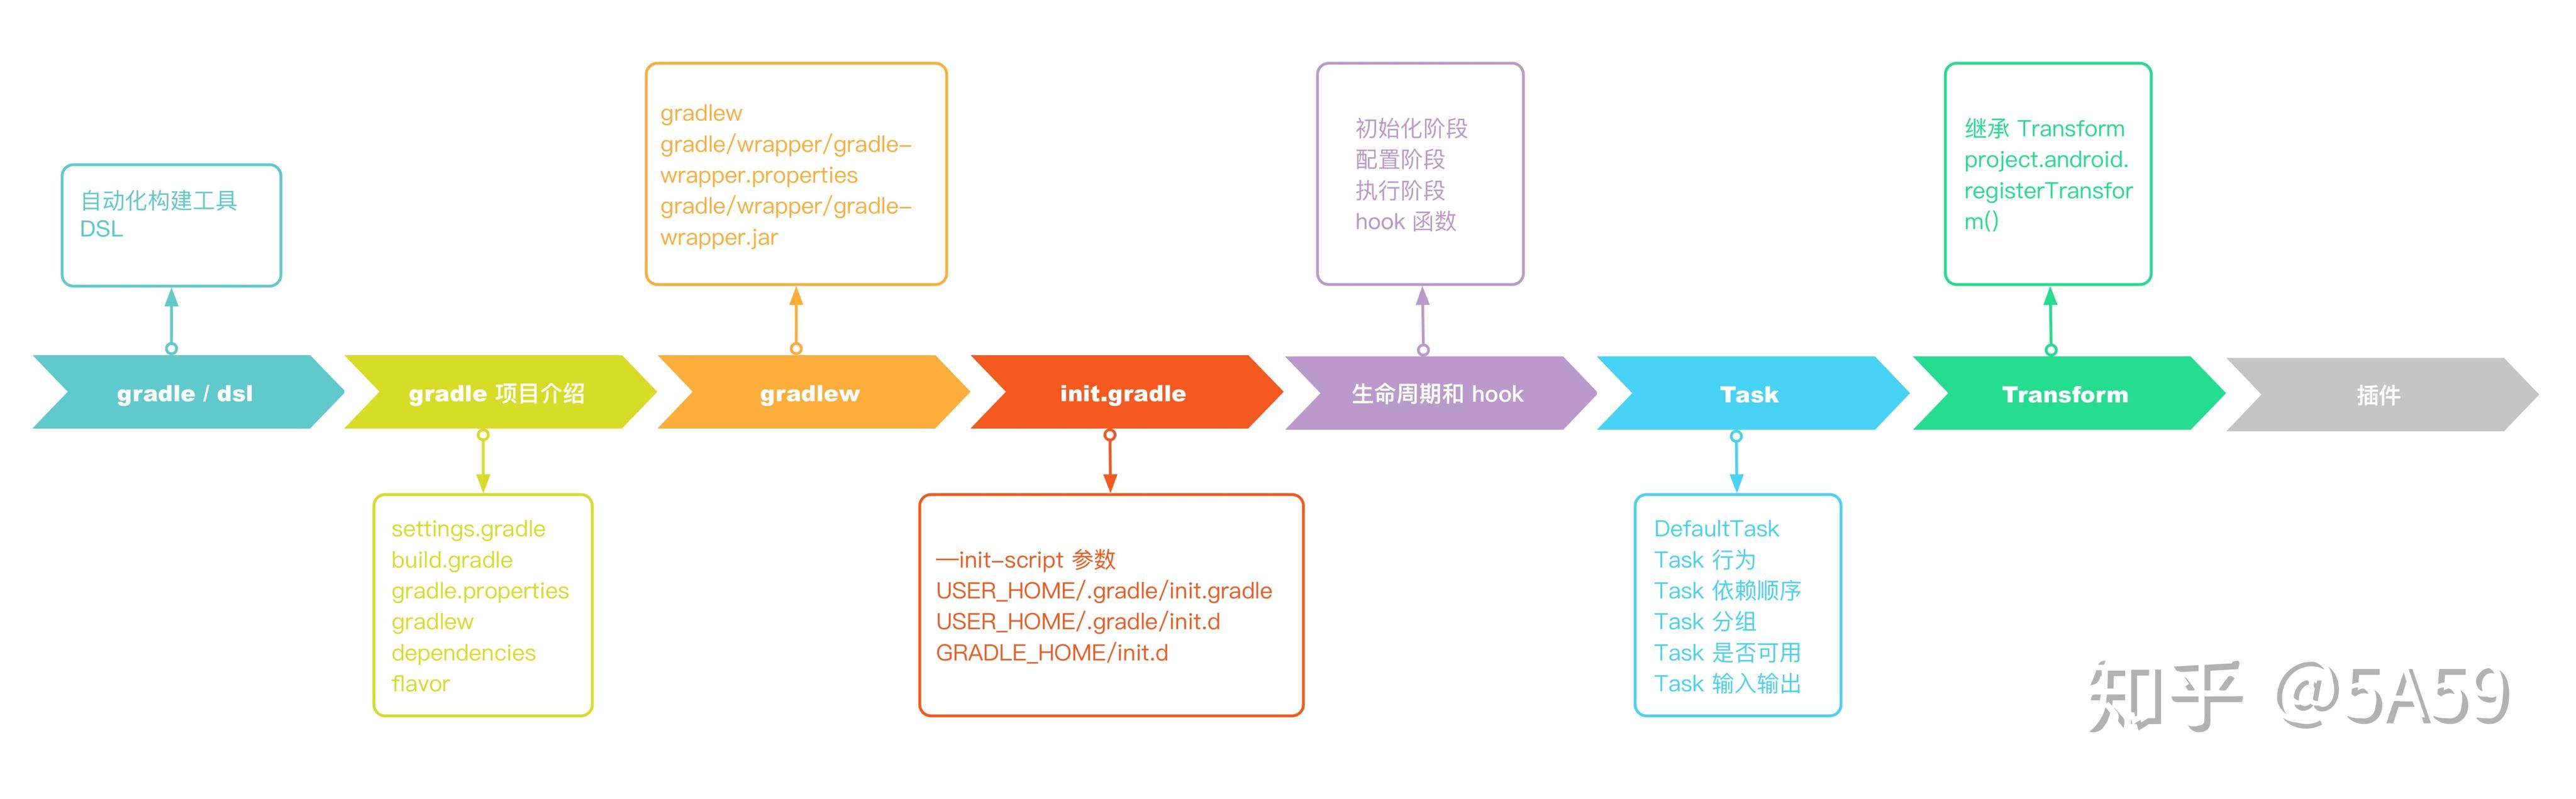 gradlew
gradle/wrapper/gradle-
wrapper.properties
gradle/wrapper/gradle-
wrapper.jar
初始化阶段
配置阶段
执行阶段
hook 函数
继承 Transform
project.android.
registerTransfor
m()
自动化构建工具
DSL
gradle / dsl
gradle 项目介绍
gradlew
init.gradle
生命周期和 hook
Task
Transform
插件
settings.gradle
build.gradle
gradle.properties
gradlew
dependencies
flavor
—init-script 参数
USER_HOME/.gradle/init.gradle
USER_HOME/.gradle/init.d
GRADLE_HOME/init.d
DefaultTask
Task 行为
Task 依赖顺序
Task 分组
Task 是否可用
Task 输入输出
知乎 @5A59